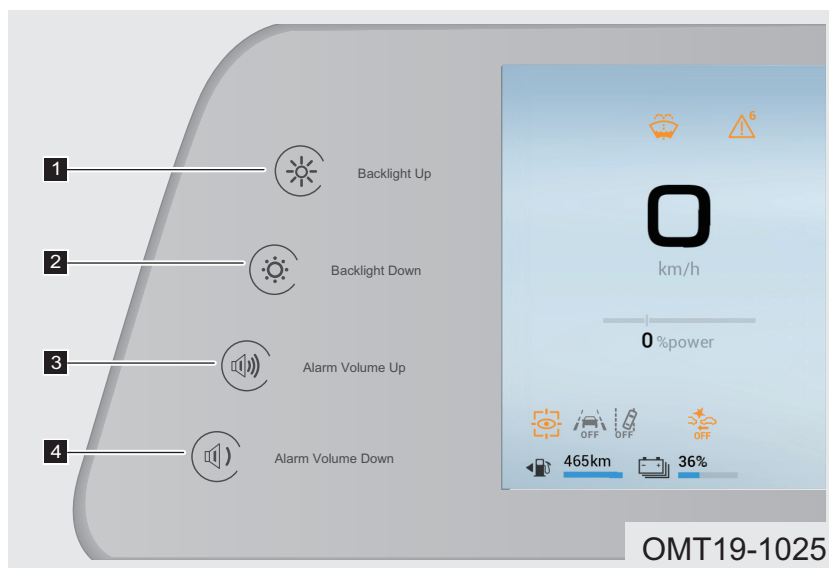 1
Backlight Up
2
Backlight Down
3
Alarm Volume Up
4
Alarm Volume Down
6
0
km/h
0 %power
OFF
OFF
OFF
465km
36%
OMT19-1025